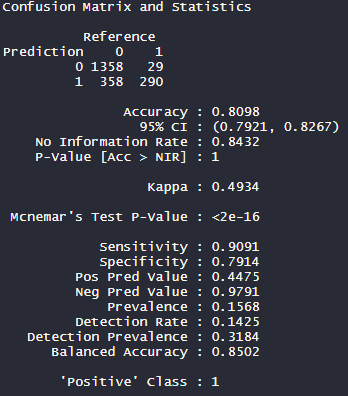 Confusion Matrix and Statistics
Reference
Prediction 0 1
0 1358 29
1 358 290
Accuracy : 0.8098
95% CI : (0.7921, 0.8267)
No Information Rate : 0.8432
P-Value [Acc > NIR] : 1
Kappa : 0.4934
Mcnemar's Test P-Value : <2e-16
Sensitivity : 0.9091
Specificity : 0.7914
Pos Pred Value : 0.4475
Neg Pred Value : 0.9791
Prevalence : 0.1568
Detection Rate : 0.1425
Detection Prevalence : 0.3184
Balanced Accuracy : 0.8502
'Positive' Class : 1